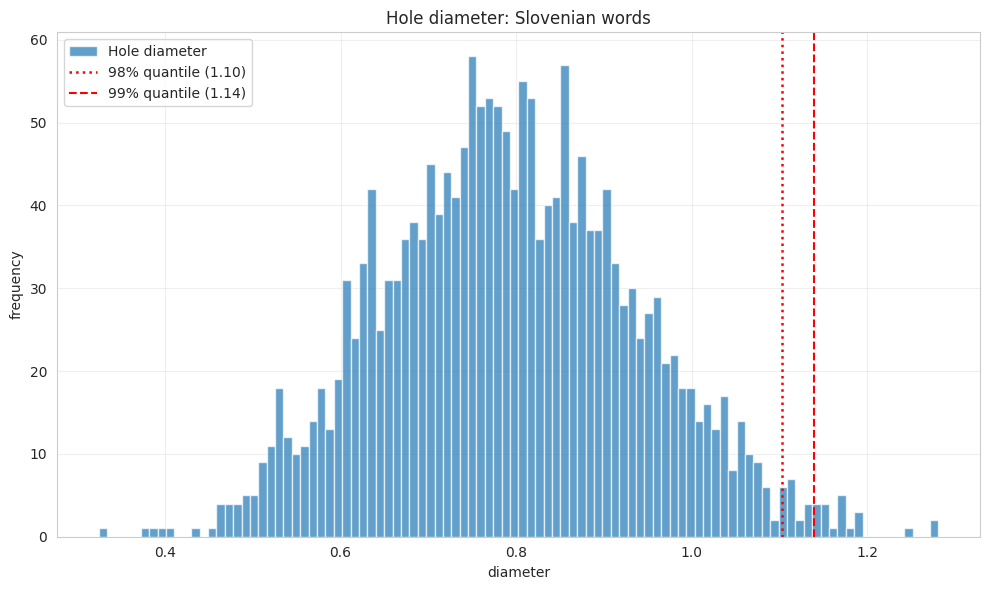 Hole diameter: Slovenian words
60
Hole diameter
98% quantile (1.10)
99% quantile (1.14)
50
40
30
20
10
0
frequency
0.4 0.6 0.8 1.0 1.2
diameter